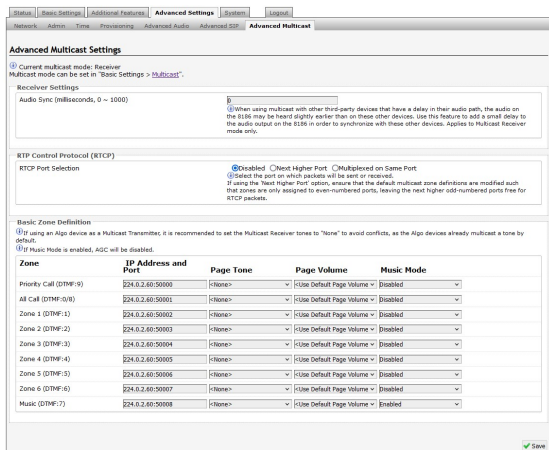 Status Basic Settings Additional Features Advanced Settings System Logout
Network Admin Time Provisioning Advanced Audio Advanced SIP Advanced Multicast
Advanced Multicast Settings
Current multicast mode: Receiver
Multicast mode can be set in "Basic Settings > Multicast".
Receiver Settings
Audio Sync (milliseconds, 0 ~ 1000) 0
When using multicast with other third-party devices that have a delay in their audio path, the audio on
the 8186 may be heard slightly earlier than on these other devices. Use this feature to add a small delay to
the audio output on the 8186 in order to synchronize with these other devices. Applies to Multicast Receiver
mode only.
RTP Control Protocol (RTCP)
RTCP Port Selection Disabled Next Higher Port Multiplexed on Same Port
Select the port on which packets will be sent or received.
If using the 'Next Higher Port' option, ensure that the default multicast zone definitions are modified such
that zones are only assigned to even-numbered ports, leaving the next higher odd-numbered ports free for
RTCP packets.
Basic Zone Definition
If using an Algo device as a Multicast Transmitter, it is recommended to set the Multicast Receiver tones to "None" to avoid conflicts, as the Algo devices already multicast a tone by
default.
If Music Mode is enabled, AGC will be disabled.
Zone IP Address and Port Page Tone Page Volume Music Mode
Priority Call (DTMF:9) 224.0.2.60:50000 <None> <Use Default Page Volume Disabled
All Call (DTMF:0/8) 224.0.2.60:50001 <None> <Use Default Page Volume Disabled
Zone 1 (DTMF:1) 224.0.2.60:50002 <None> <Use Default Page Volume Disabled
Zone 2 (DTMF:2) 224.0.2.60:50003 <None> <Use Default Page Volume Disabled
Zone 3 (DTMF:3) 224.0.2.60:50004 <None> <Use Default Page Volume Disabled
Zone 4 (DTMF:4) 224.0.2.60:50005 <None> <Use Default Page Volume Disabled
Zone 5 (DTMF:5) 224.0.2.60:50006 <None> <Use Default Page Volume Disabled
Zone 6 (DTMF:6) 224.0.2.60:50007 <None> <Use Default Page Volume Disabled
Music (DTMF:7) 224.0.2.60:50008 <None> <Use Default Page Volume Enabled
Save